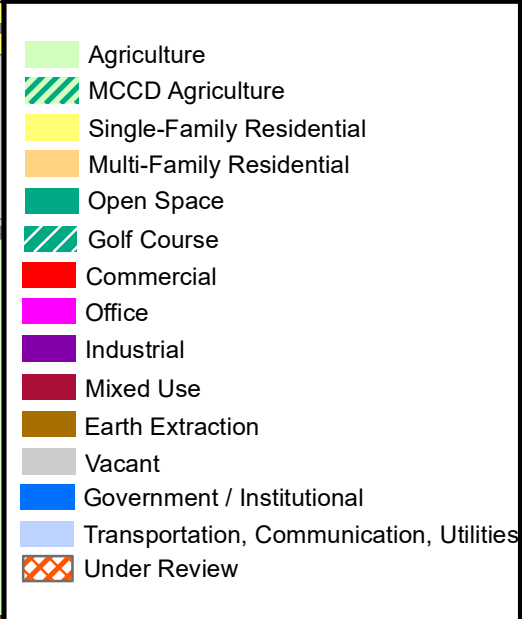 Agriculture
MCCD Agriculture
Single-Family Residential
Multi-Family Residential
Open Space
Golf Course
Commercial
Office
Industrial
Mixed Use
Earth Extraction
Vacant
Government / Institutional
Transportation, Communication, Utilities
Under Review